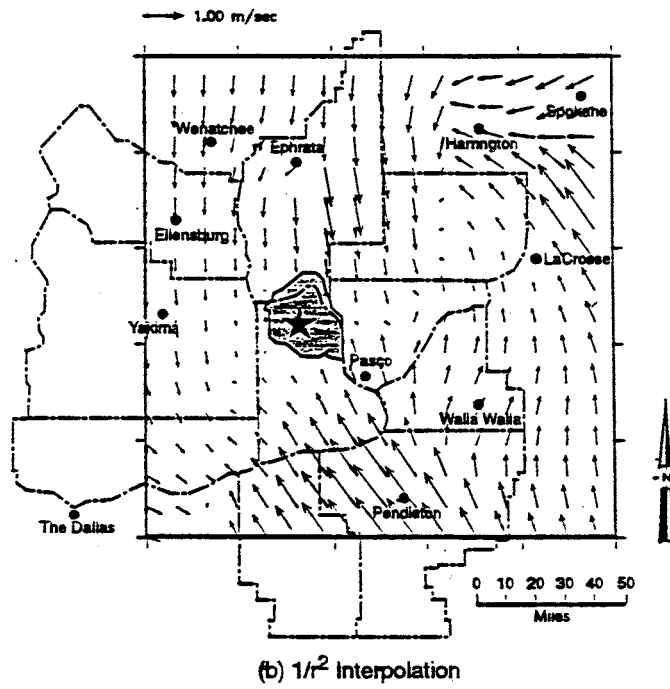 1.00 m/sec
Spokane
Wenatchee
Harrington
Ephrata
Ellensburg
LaCrosse
Yakima
Pasco
Walla Walla
N
Pendleton
The Dallas
0 10 20 30 40 50
Miles
(b) 1/r² Interpolation